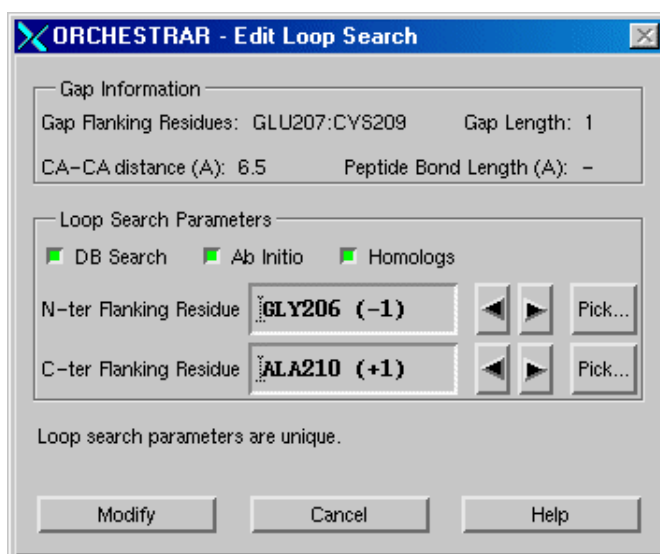 ORCHESTRAR - Edit Loop Search
Gap Information
Gap Flanking Residues: GLU207:CYS209 Gap Length: 1
CA-CA distance (A): 6.5 Peptide Bond Length (A): -
Loop Search Parameters
DB Search Ab Initio Homologs
N-ter Flanking Residue GLY206 (-1) Pick...
C-ter Flanking Residue ALA210 (+1) Pick...
Loop search parameters are unique.
Modify Cancel Help